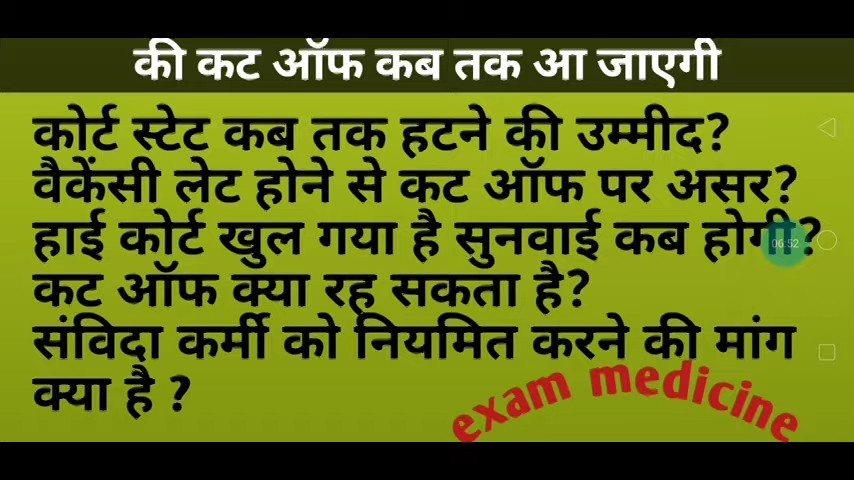 की कट ऑफ कब तक आ जाएगी
कोर्ट स्टेट कब तक हटने की उम्मीद?
वैकेंसी लेट होने से कट ऑफ पर असर?
हाई कोर्ट खुल गया है सुनवाई कब होगी?
06:52
कट ऑफ क्या रह सकता है?
संविदा कर्मी को नियमित करने की मांग
क्या है ?
exam medicine